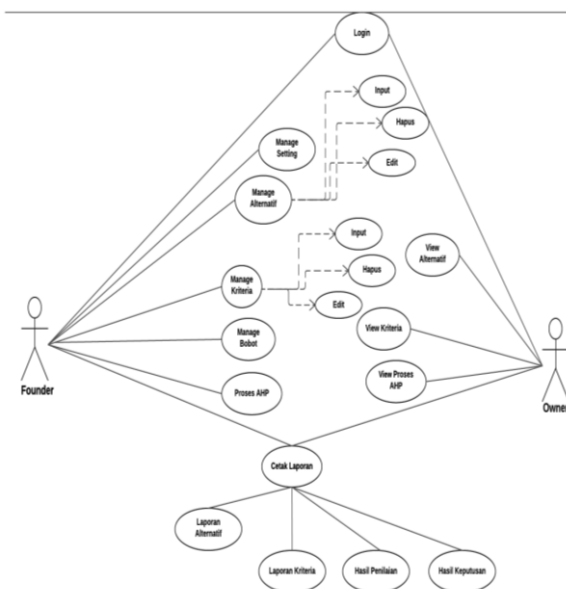 Login
Input
Hapus
Manage
Setting
Edit
Manage
Alternatif
Input
View
Alternatif
Hapus
Manage
Kriteria
Edit
View Kriteria
Manage
Bobot
View Proses
AHP
Proses AHP
Founder
Owner
Cetak Laporan
Laporan
Alternatif
Laporan Kriteria
Hasil Penilaian
Hasil Keputusan